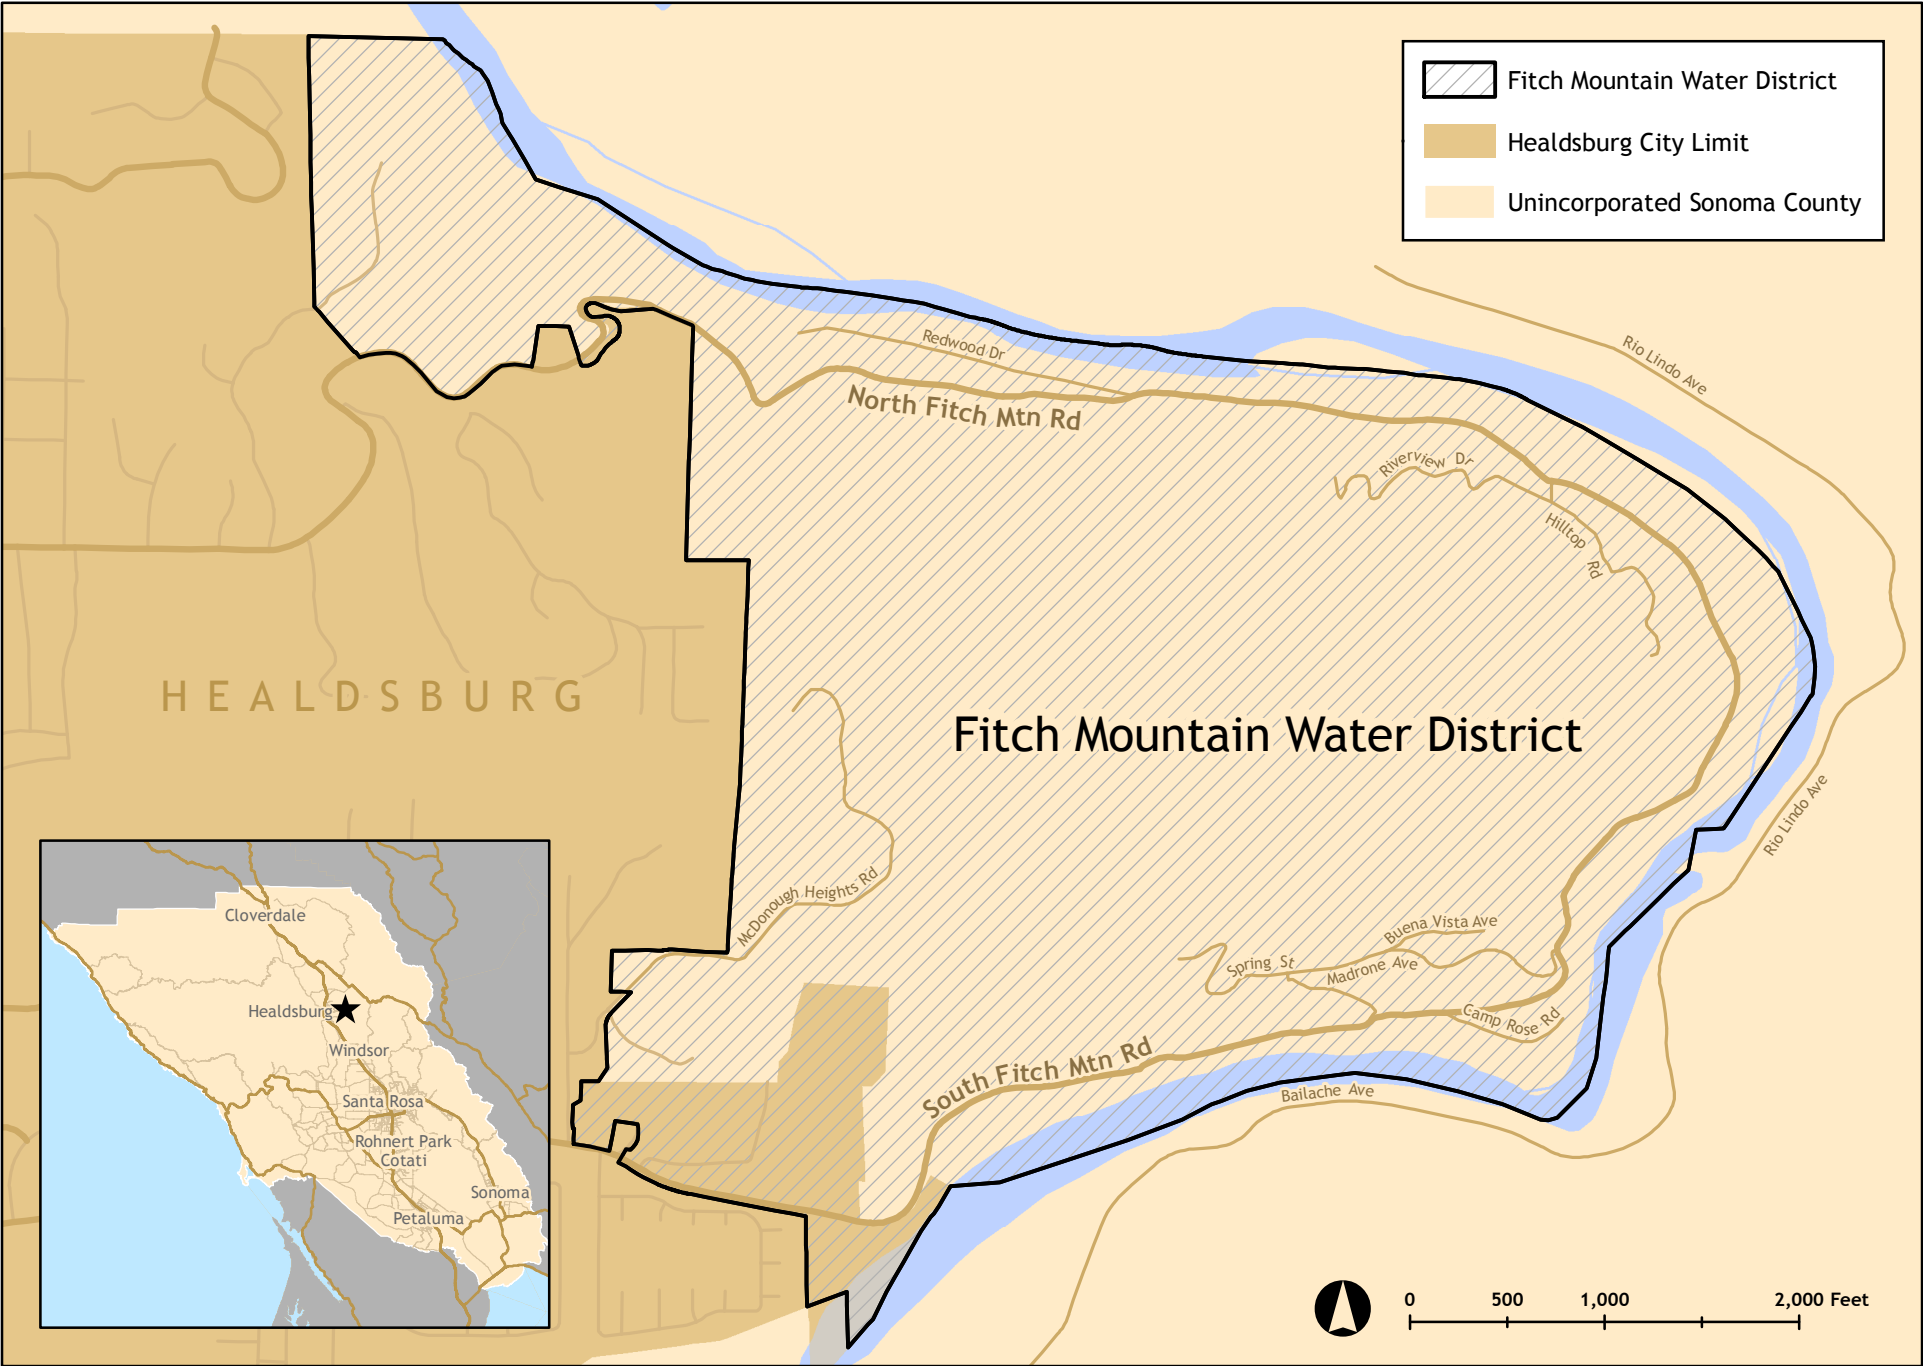 Fitch Mountain Water District
Healdsburg City Limit
Unincorporated Sonoma County
Redwood Dr
North Fitch Mtn Rd
Rio Lindo Ave
Riverview Dr
Hilltop Rd
HEALDSBURG
Fitch Mountain Water District
Rio Lindo Ave
McDonough Heights Rd
Buena Vista Ave
Spring St
Madrone Ave
Camp Rose Rd
South Fitch Mtn Rd
Bailache Ave
Cloverdale
Healdsburg
Windsor
Santa Rosa
Rohnert Park
Cotati
Sonoma
Petaluma
0 500 1,000 2,000 Feet